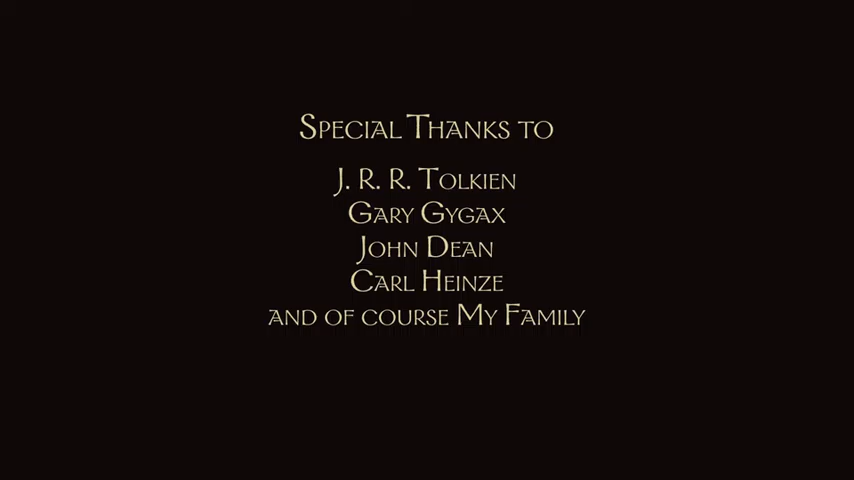 Special Thanks to
J. R. R. Tolkien
Gary Gygax
John Dean
Carl Heinze
and of course My Family